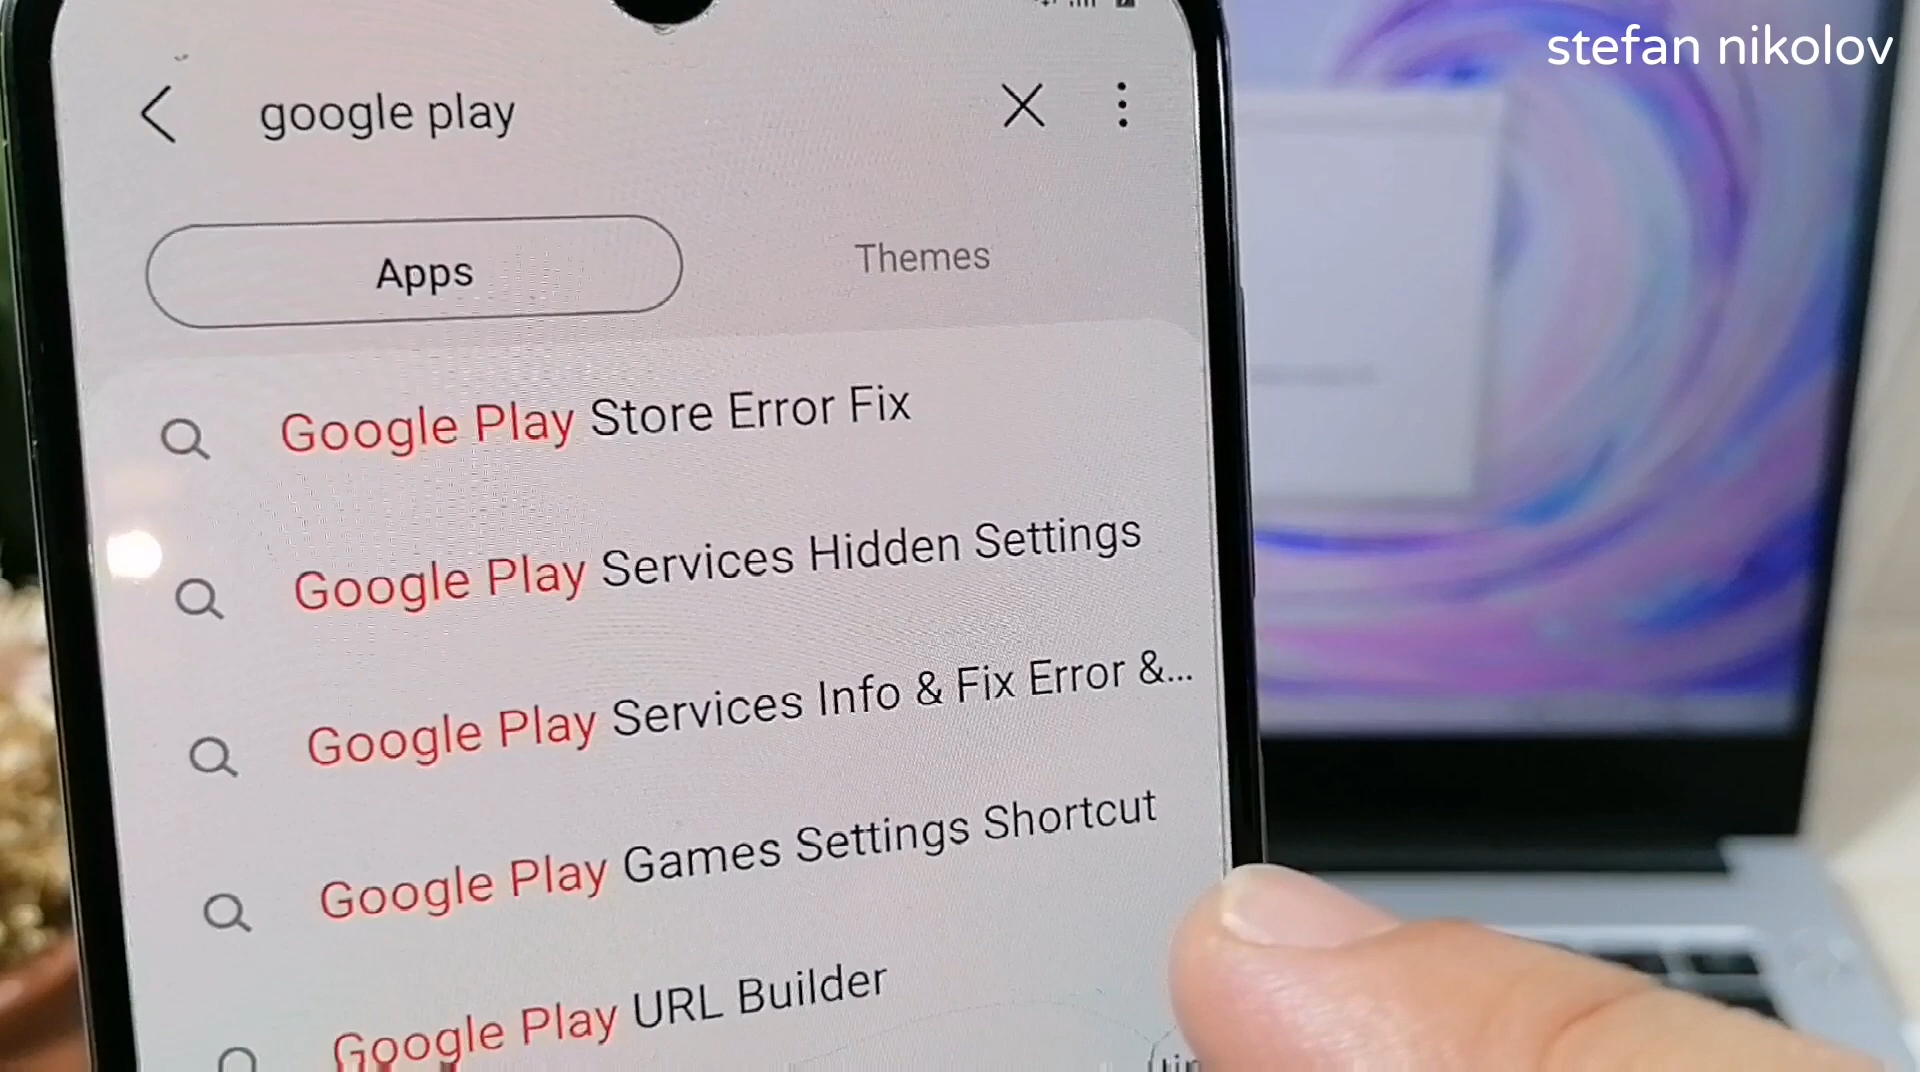 stefan nikolov
google play
Apps
Themes
Google Play Store Error Fix
Google Play Services Hidden Settings
Google Play Services Info & Fix Error &...
Google Play Games Settings Shortcut
Google Play URL Builder